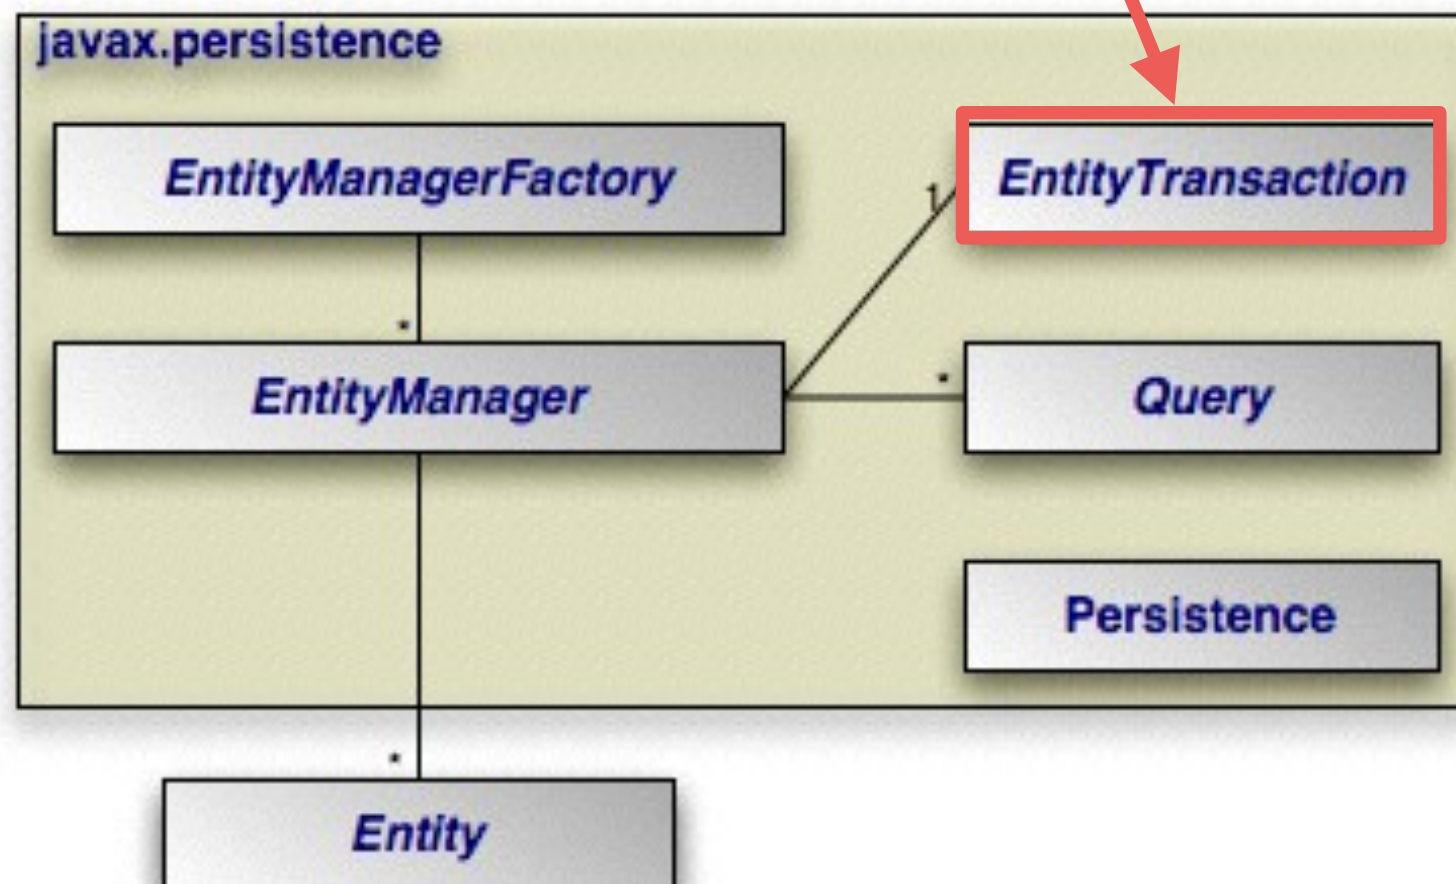 javax.persistence
EntityManagerFactory
EntityTransaction
1
*
EntityManager
*
Query
Persistence
*
Entity